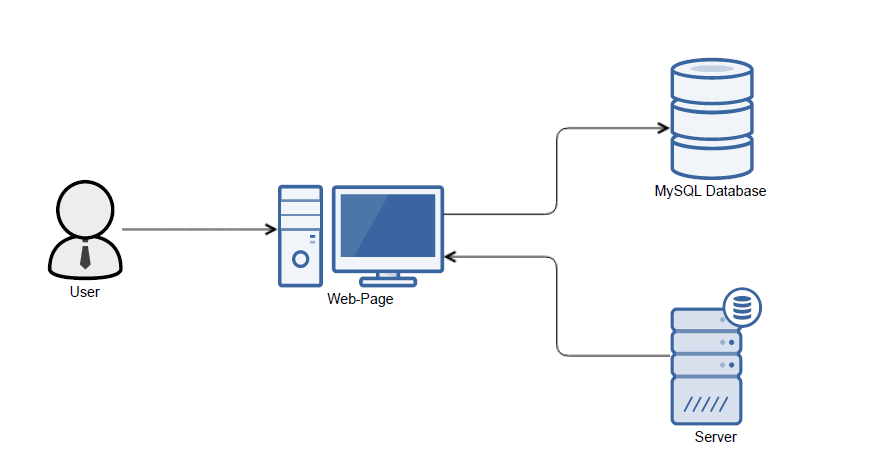 User
Web-Page
MySQL Database
Server